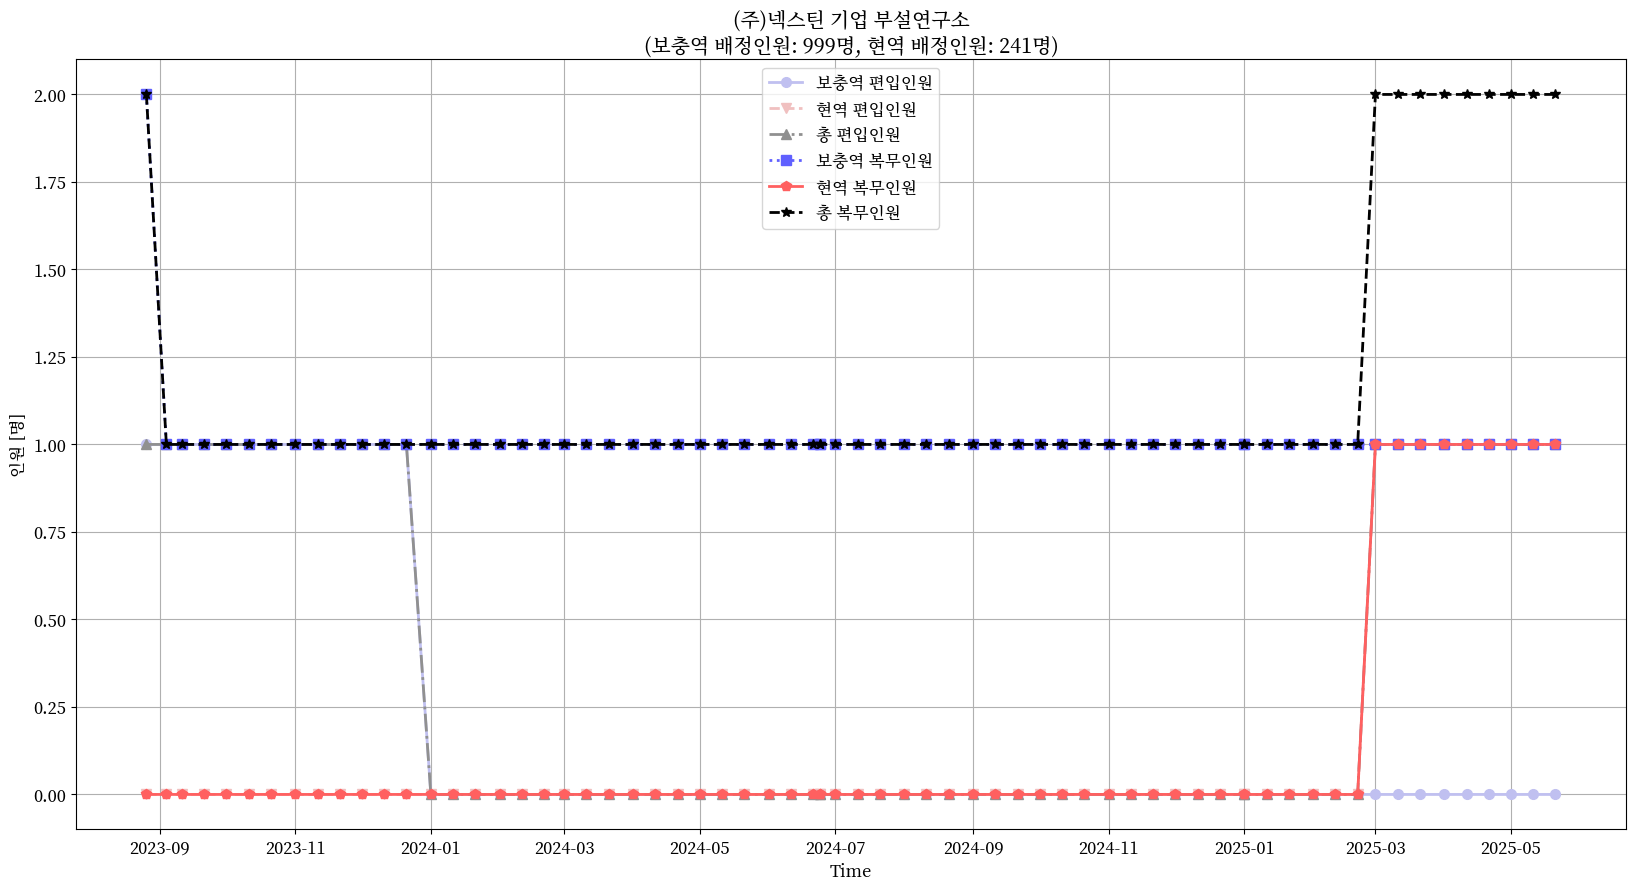 (주)넥스틴 기업 부설연구소
(보충역 배정인원: 999명, 현역 배정인원: 241명)
보충역 편입인원
현역 편입인원
총 편입인원
보충역 복무인원
현역 복무인원
총 복무인원
인원 [명]
2.00
1.75
1.50
1.25
1.00
0.75
0.50
0.25
0.00
2023-09 2023-11 2024-01 2024-03 2024-05 2024-07 2024-09 2024-11 2025-01 2025-03 2025-05
Time